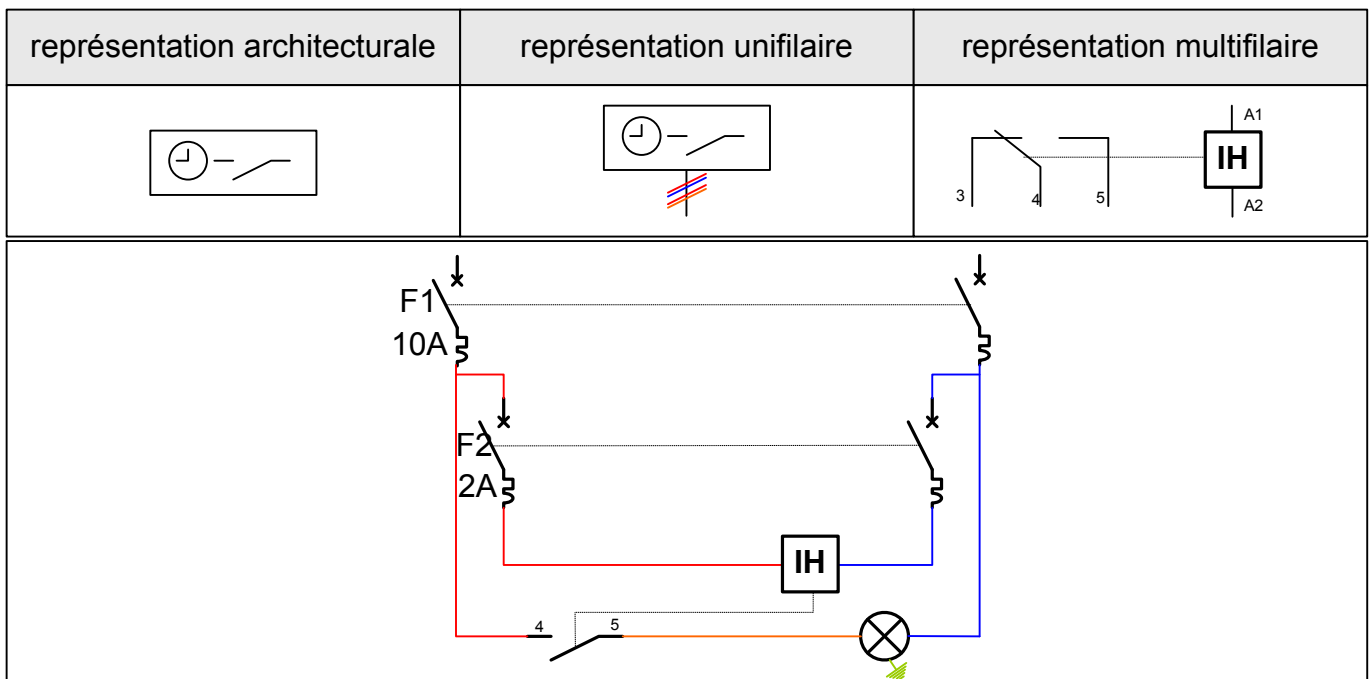 représentation architecturale
représentation unifilaire
représentation multifilaire
A1
IH
3
4
5
A2
F1
10A
F2
2A
IH
4
5